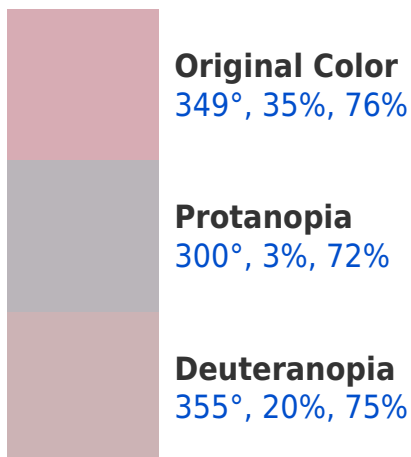 Original Color
349°, 35%, 76%
Protanopia
300°, 3%, 72%
Deuteranopia
355°, 20%, 75%